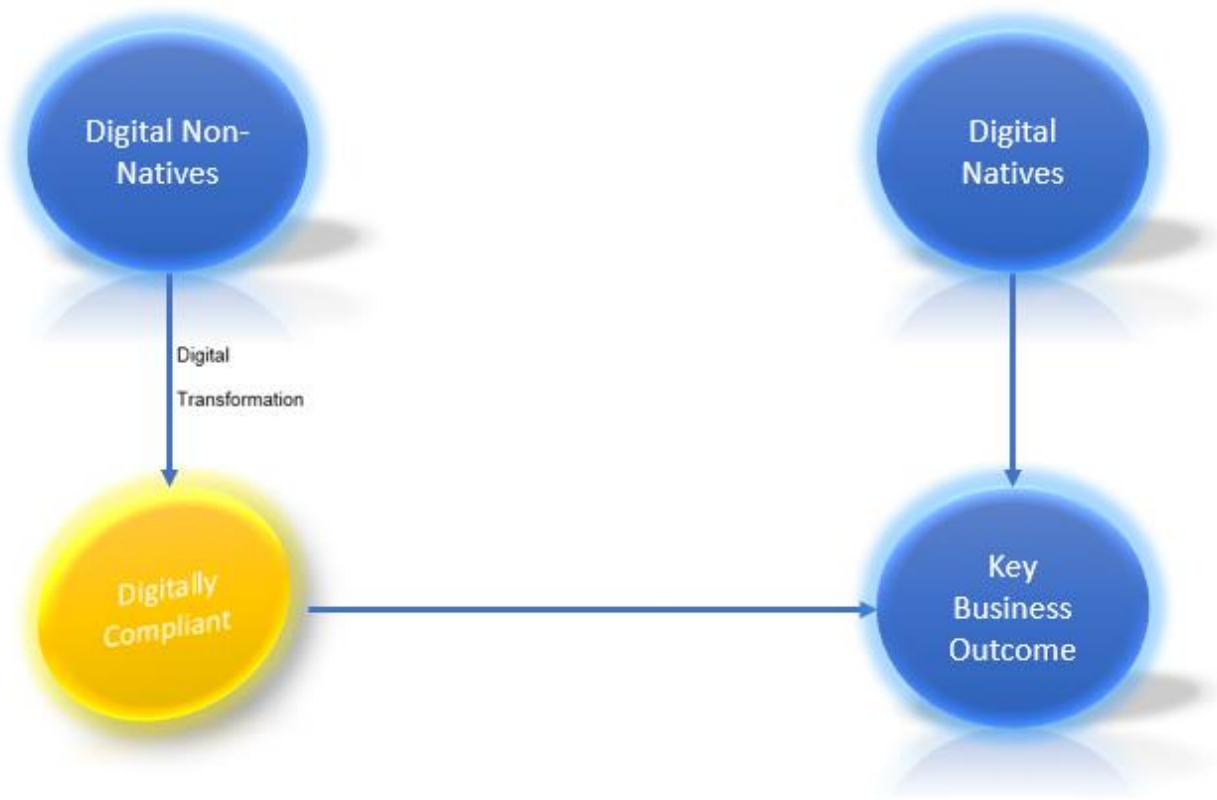 Digital Non-
Natives
Digital
Natives
Digital
Transformation
Digitally
Compliant
Key
Business
Outcome